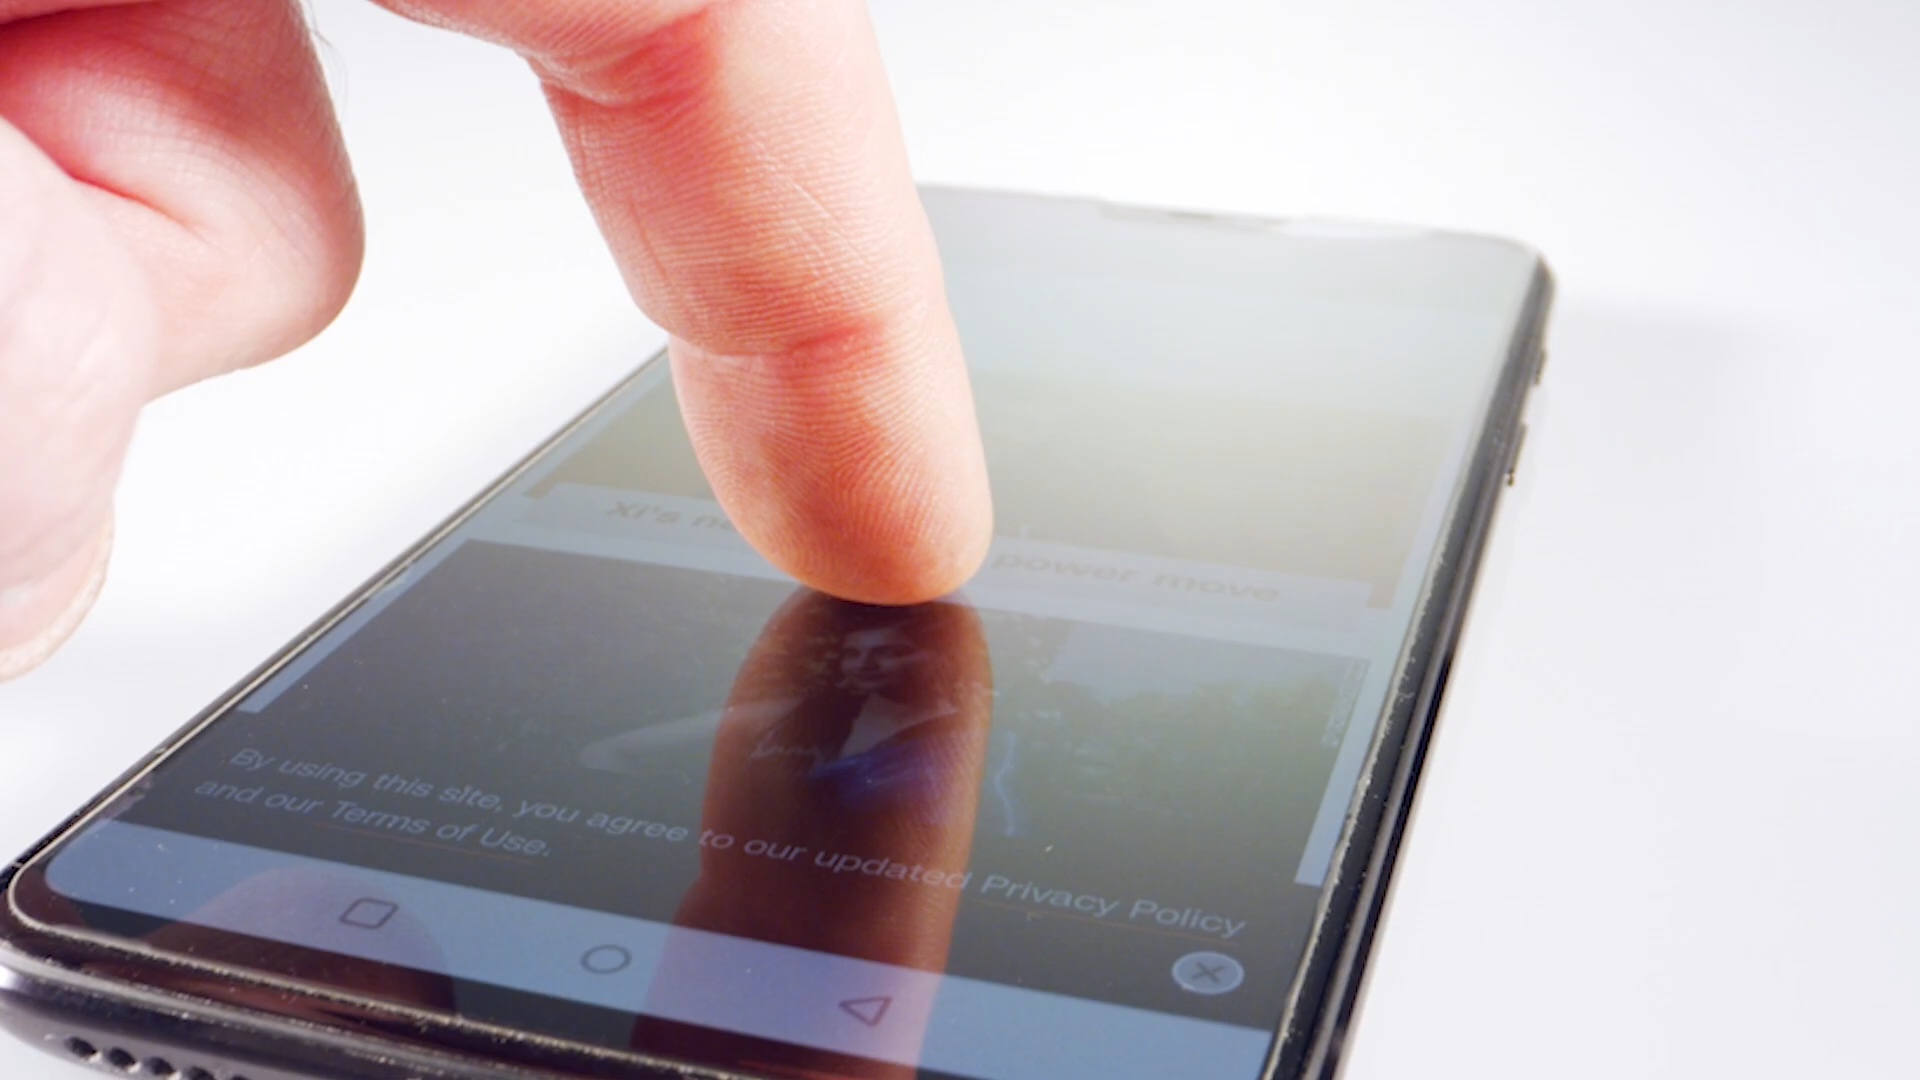 Xi's power move
By using this site, you agree to our updated Privacy Policy
and our Terms of Use.